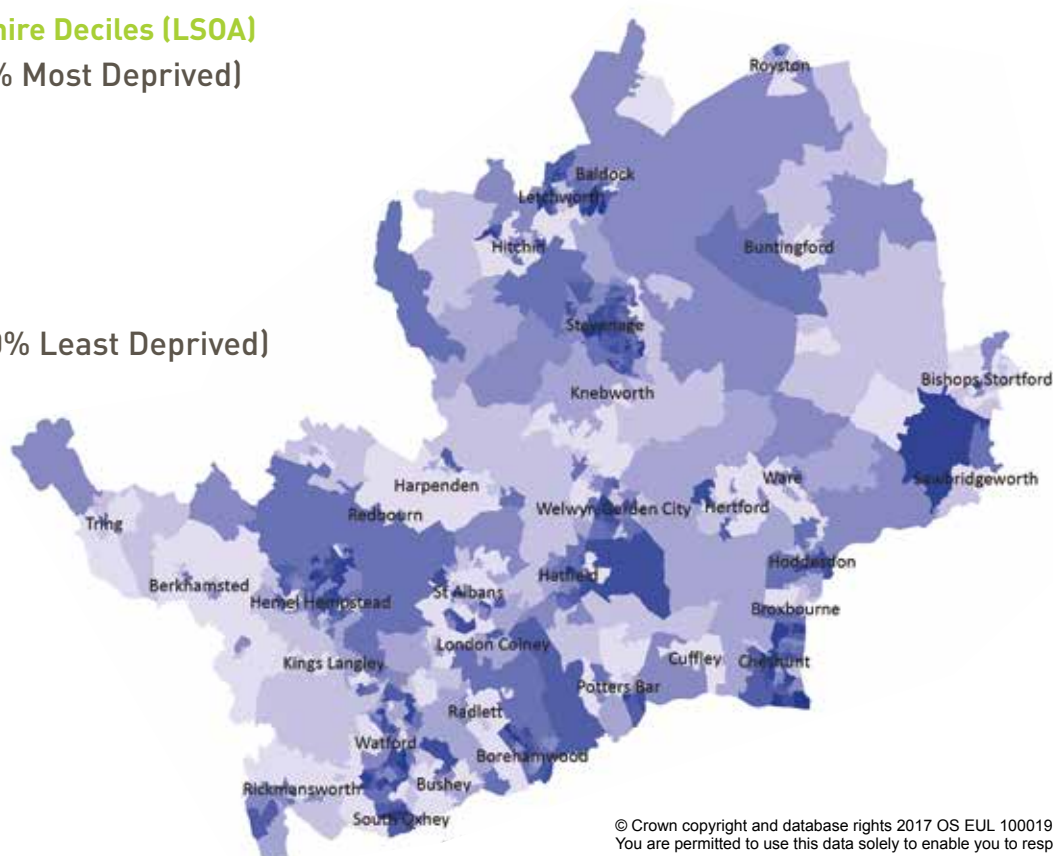 ire Deciles (LSOA)
% Most Deprived)
0% Least Deprived)
Royston
Baldock
Letchworth
Hitchin
Buntingford
Stevenage
Bishops Stortford
Knebworth
Sawbridgeworth
Harpenden
Ware
Redbourn
Welwyn Garden City
Hertford
Tring
Hoddesdon
Hatfield
Berkhamsted
St Albans
Hemel Hempstead
Broxbourne
London Colney
Kings Langley
Cuffley
Cheshunt
Potters Bar
Radlett
Watford
Borehamwood
Rickmansworth
Bushey
South Oxhey
© Crown copyright and database rights 2017 OS EUL 100019
You are permitted to use this data solely to enable you to resp